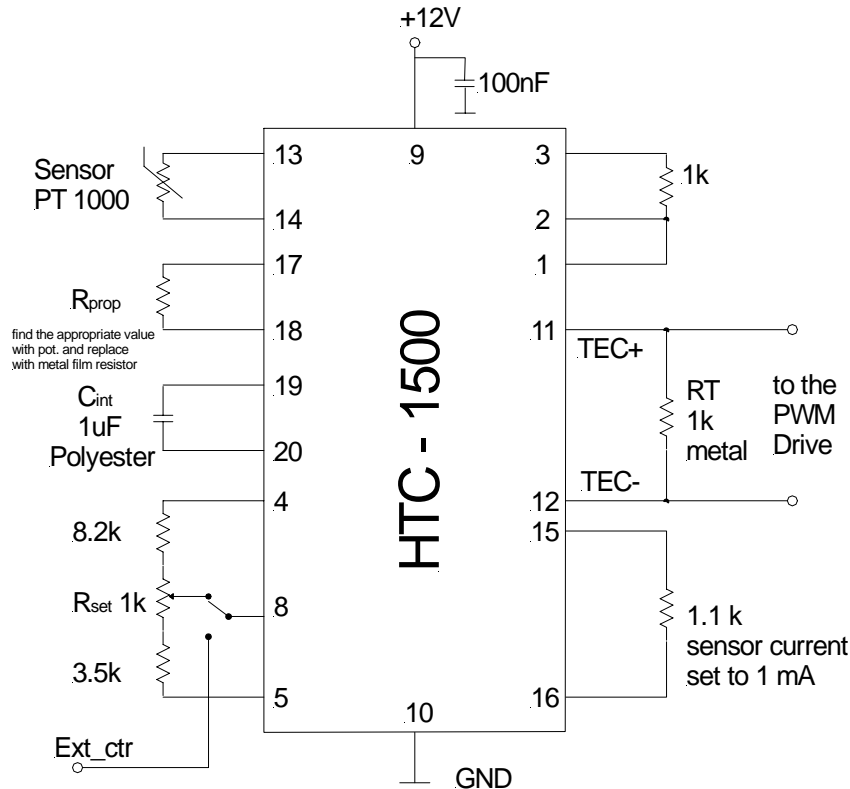 +12V
100nF
13
9
3
Sensor
PT 1000
1k
14
2
17
1
Rprop
find the appropriate value
with pot. and replace
with metal film resistor
18
11
TEC+
HTC - 1500
19
Cint
1uF
Polyester
20
RT
1k
metal
to the
PWM
Drive
4
TEC-
12
8.2k
15
Rset 1k
8
1.1 k
sensor current
set to 1 mA
3.5k
5
16
10
Ext_ctr
GND